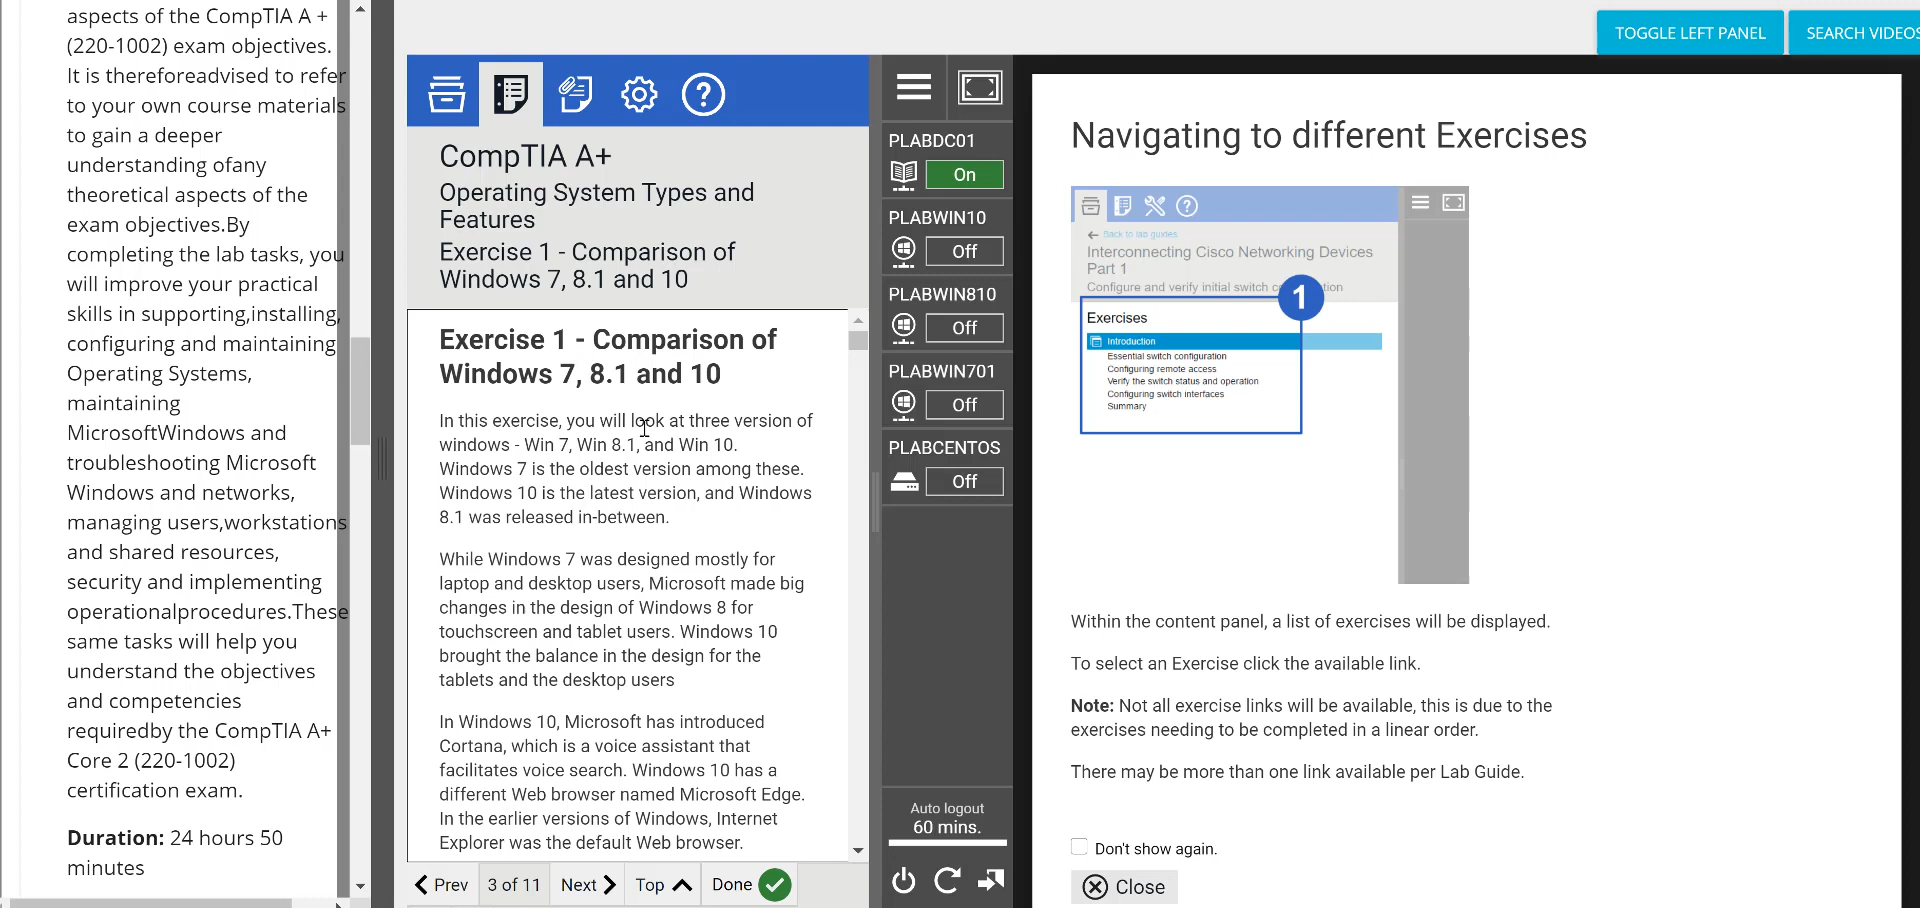 aspects of the CompTIA A +
(220-1002) exam objectives.
It is thereforeadvised to refer
to your own course materials
to gain a deeper
understanding ofany
theoretical aspects of the
exam objectives.By
completing the lab tasks, you
will improve your practical
skills in supporting,installing,
configuring and maintaining
Operating Systems,
maintaining
MicrosoftWindows and
troubleshooting Microsoft
Windows and networks,
managing users,workstations
and shared resources,
security and implementing
operationalprocedures.These
same tasks will help you
understand the objectives
and competencies
requiredby the CompTIA A+
Core 2 (220-1002)
certification exam.
Duration: 24 hours 50
minutes
CompTIA A+
Operating System Types and
Features
Exercise 1 - Comparison of
Windows 7, 8.1 and 10
Exercise 1 - Comparison of
Windows 7, 8.1 and 10
In this exercise, you will look at three version of
windows - Win 7, Win 8.1, and Win 10.
Windows 7 is the oldest version among these.
Windows 10 is the latest version, and Windows
8.1 was released in-between.
While Windows 7 was designed mostly for
laptop and desktop users, Microsoft made big
changes in the design of Windows 8 for
touchscreen and tablet users. Windows 10
brought the balance in the design for the
tablets and the desktop users
In Windows 10, Microsoft has introduced
Cortana, which is a voice assistant that
facilitates voice search. Windows 10 has a
different Web browser named Microsoft Edge.
In the earlier versions of Windows, Internet
Explorer was the default Web browser.
Prev
3 of 11
Next
Top
Done
PLABDC01
On
PLABWIN10
Off
PLABWIN810
Off
PLABWIN701
Off
PLABCENTOS
Off
Auto logout
60 mins.
TOGGLE LEFT PANEL
SEARCH VIDEOS
Navigating to different Exercises
Back to lab guides
Interconnecting Cisco Networking Devices
Part 1
Configure and verify initial switch
1
Exercises
Introduction
Essential switch configuration
Configuring remote access
Verify the switch status and operation
Configuring switch interfaces
Summary
Within the content panel, a list of exercises will be displayed.
To select an Exercise click the available link.
Note: Not all exercise links will be available, this is due to the
exercises needing to be completed in a linear order.
There may be more than one link available per Lab Guide.
Don't show again.
Close